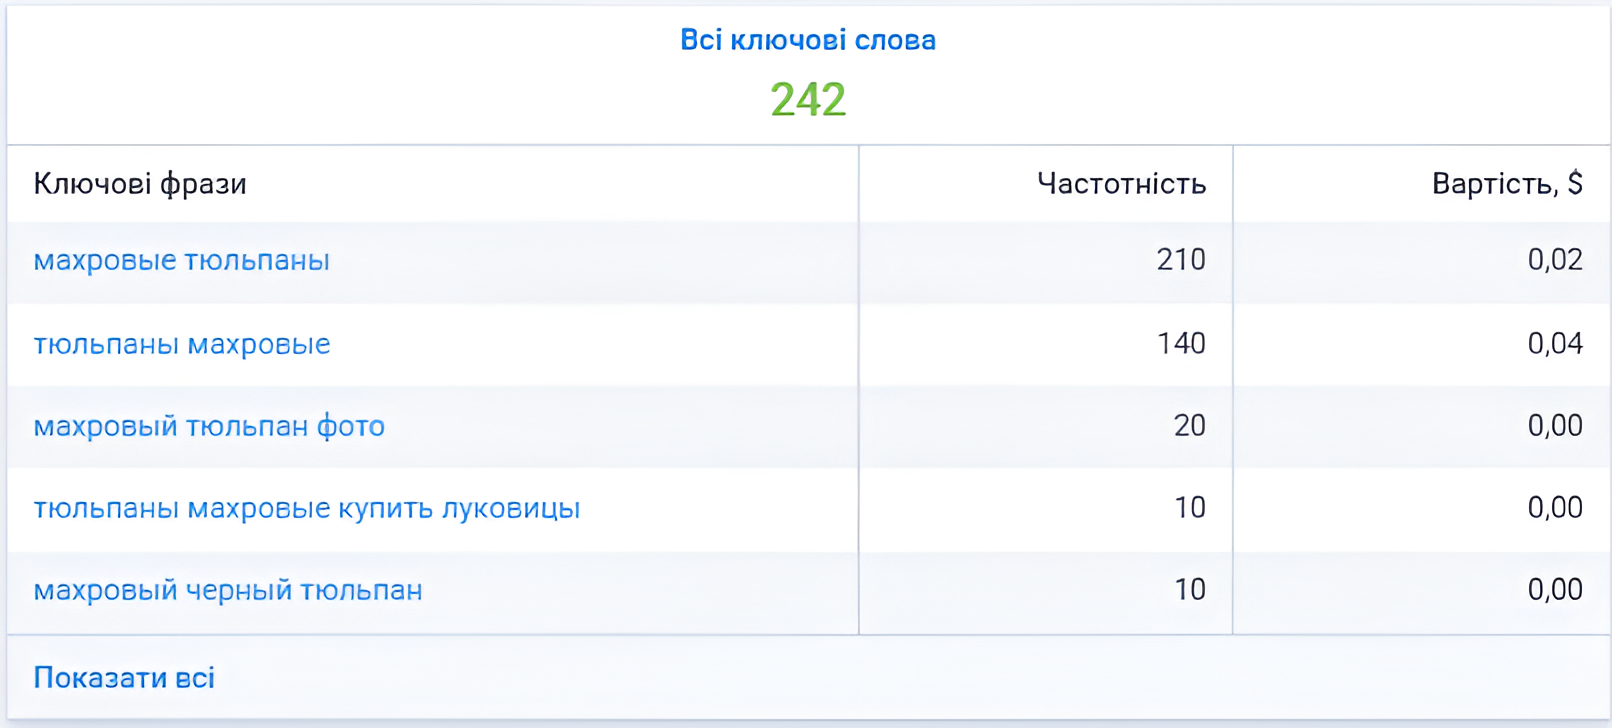 Всі ключові слова
242
Ключові фрази Частотність Вартість, $
махровые тюльпаны 210 0,02
тюльпаны махровые 140 0,04
махровый тюльпан фото 20 0,00
тюльпаны махровые купить луковицы 10 0,00
махровый черный тюльпан 10 0,00
Показати всі